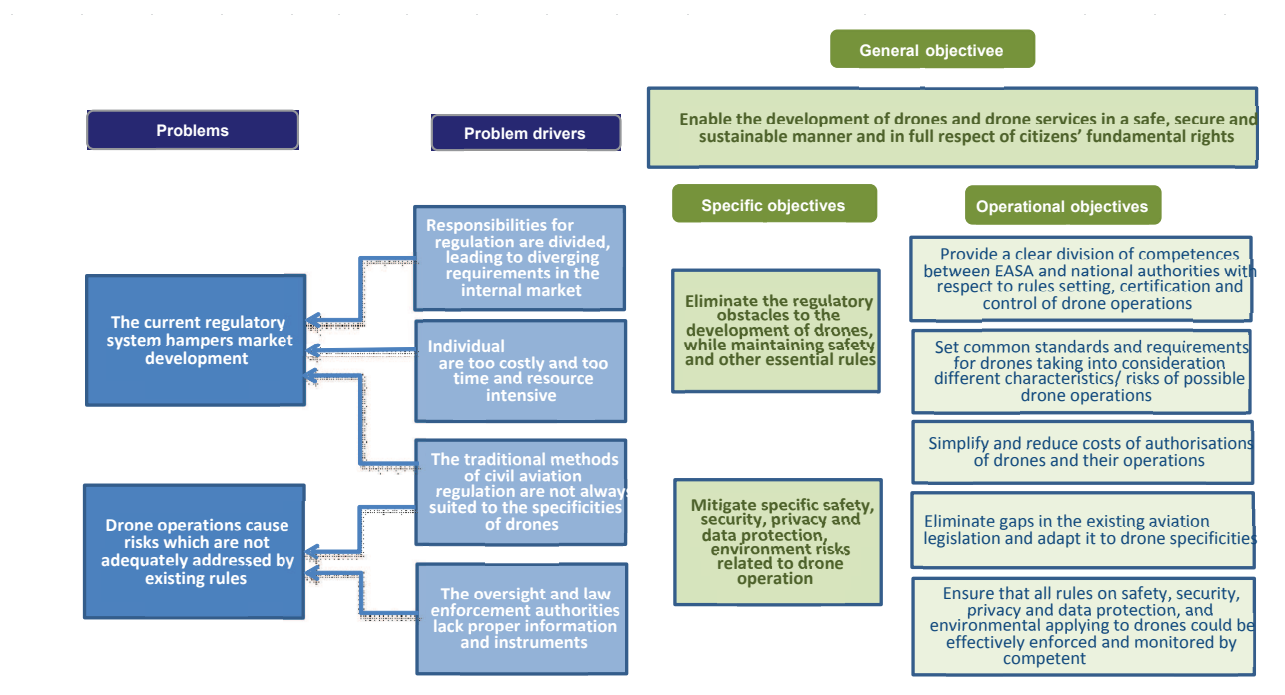 General objectivee
Enable the development of drones and drone services in a safe, secure and
sustainable manner and in full respect of citizens’ fundamental rights
Problems
Problem drivers
Specific objectives
Operational objectives
The current regulatory
system hampers market
development
Drone operations cause
risks which are not
adequately addressed by
existing rules
Responsibilities for
regulation are divided,
leading to diverging
requirements in the
internal market
Individual
are too costly and too
time and resource
intensive
The traditional methods
of civil aviation
regulation are not always
suited to the specificities
of drones
The oversight and law
enforcement authorities
lack proper information
and instruments
Eliminate the regulatory
obstacles to the
development of drones,
while maintaining safety
and other essential rules
Mitigate specific safety,
security, privacy and
data protection,
environment risks
related to drone
operation
Provide a clear division of competences
between EASA and national authorities with
respect to rules setting, certification and
control of drone operations
Set common standards and requirements
for drones taking into consideration
different characteristics/ risks of possible
drone operations
Simplify and reduce costs of authorisations
of drones and their operations
Eliminate gaps in the existing aviation
legislation and adapt it to drone specificities
Ensure that all rules on safety, security,
privacy and data protection, and
environmental applying to drones could be
effectively enforced and monitored by
competent